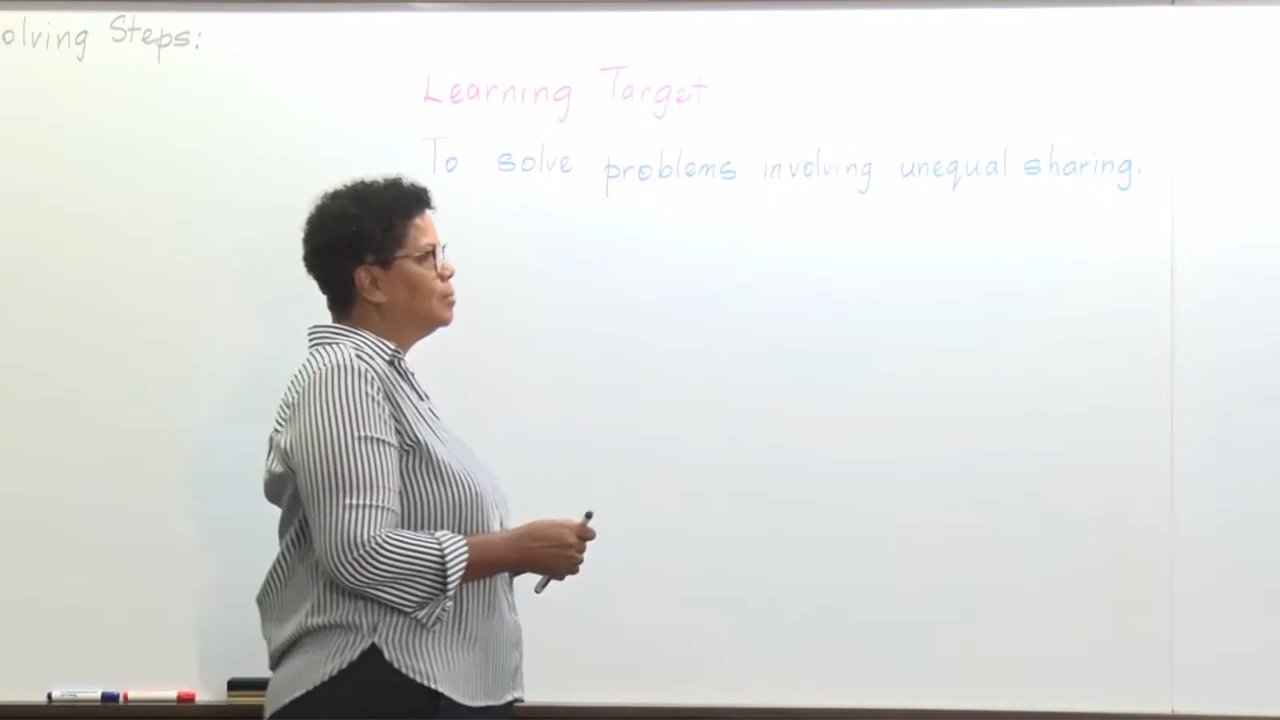 olving Steps:
Learning Target:
To solve problems involving unequal sharing.